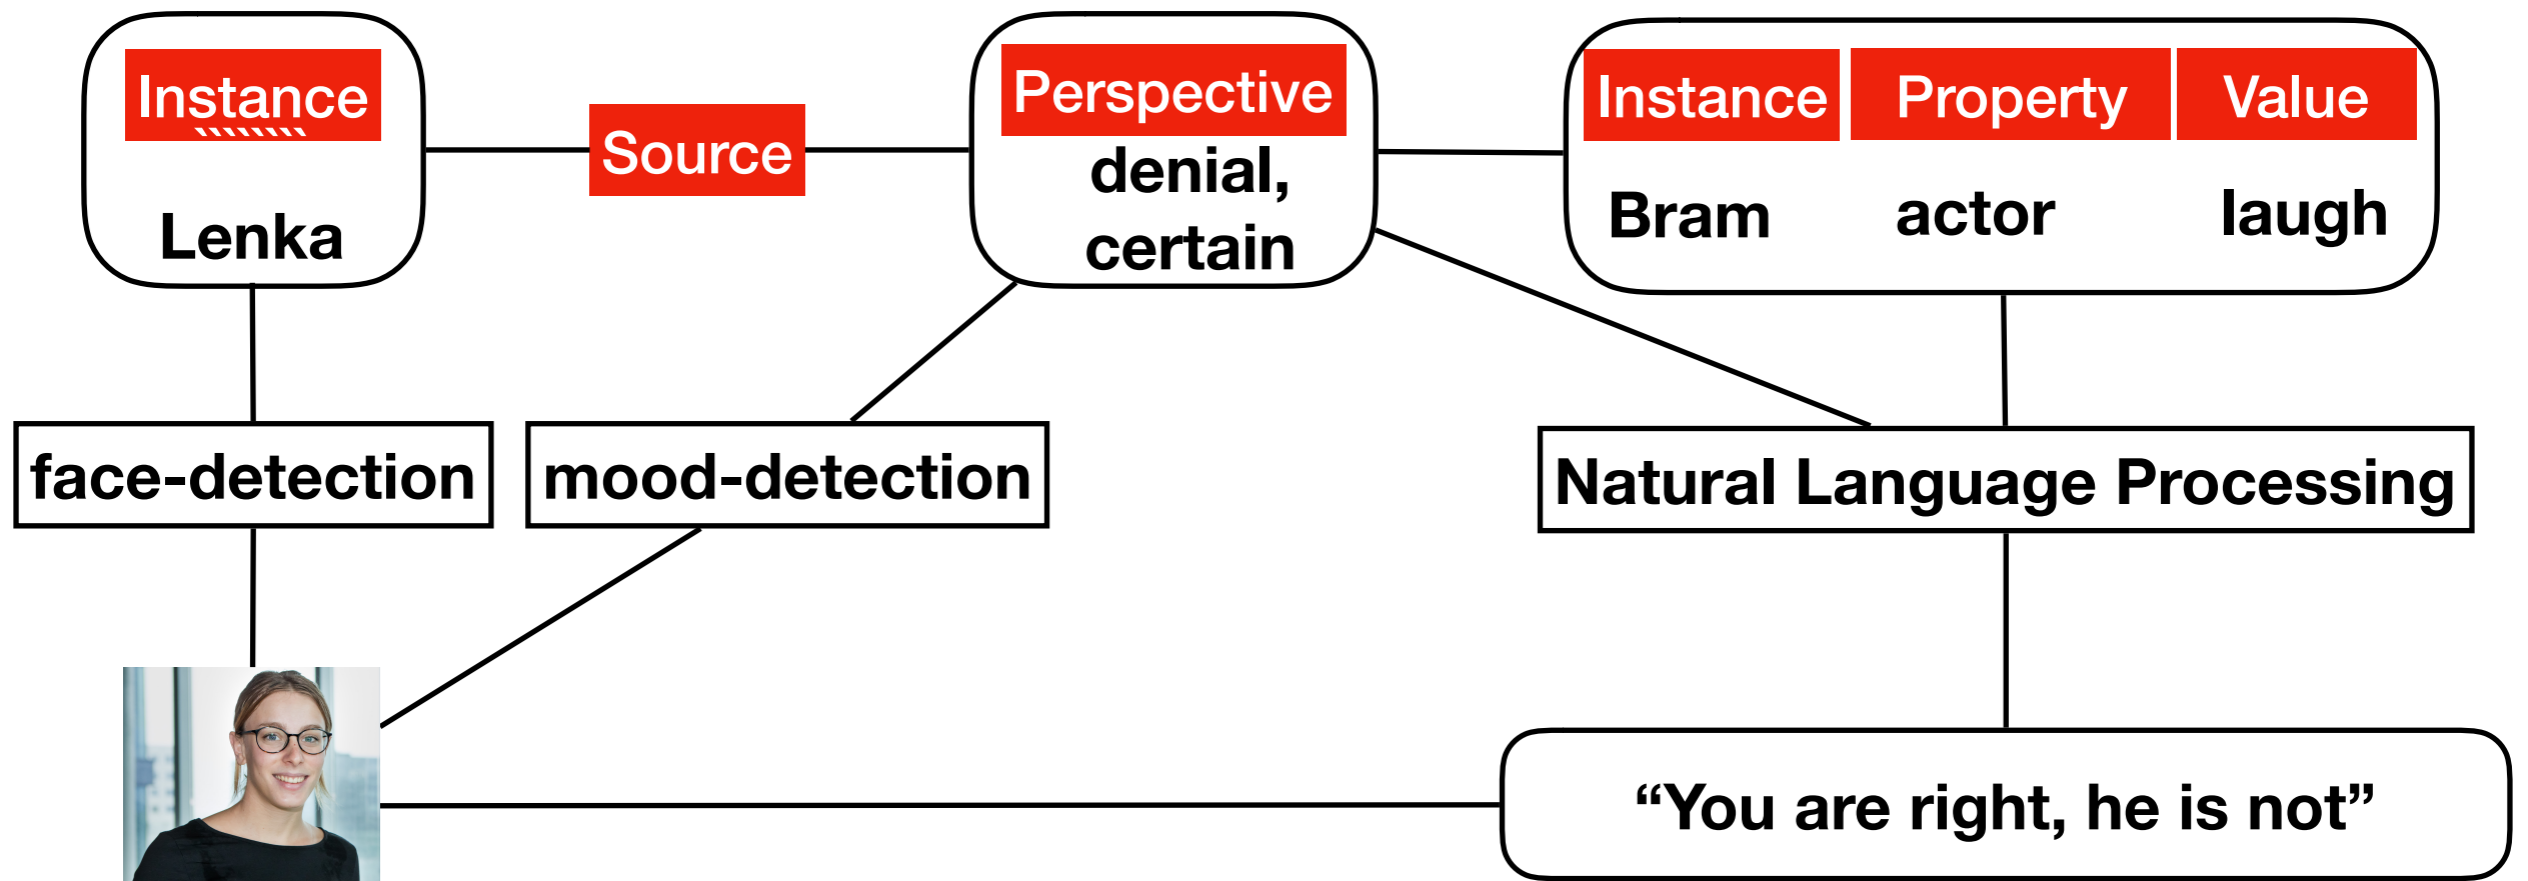 Instance
Lenka
Source
Perspective
denial,
certain
Instance Property Value
Bram actor laugh
face-detection
mood-detection
Natural Language Processing
“You are right, he is not”